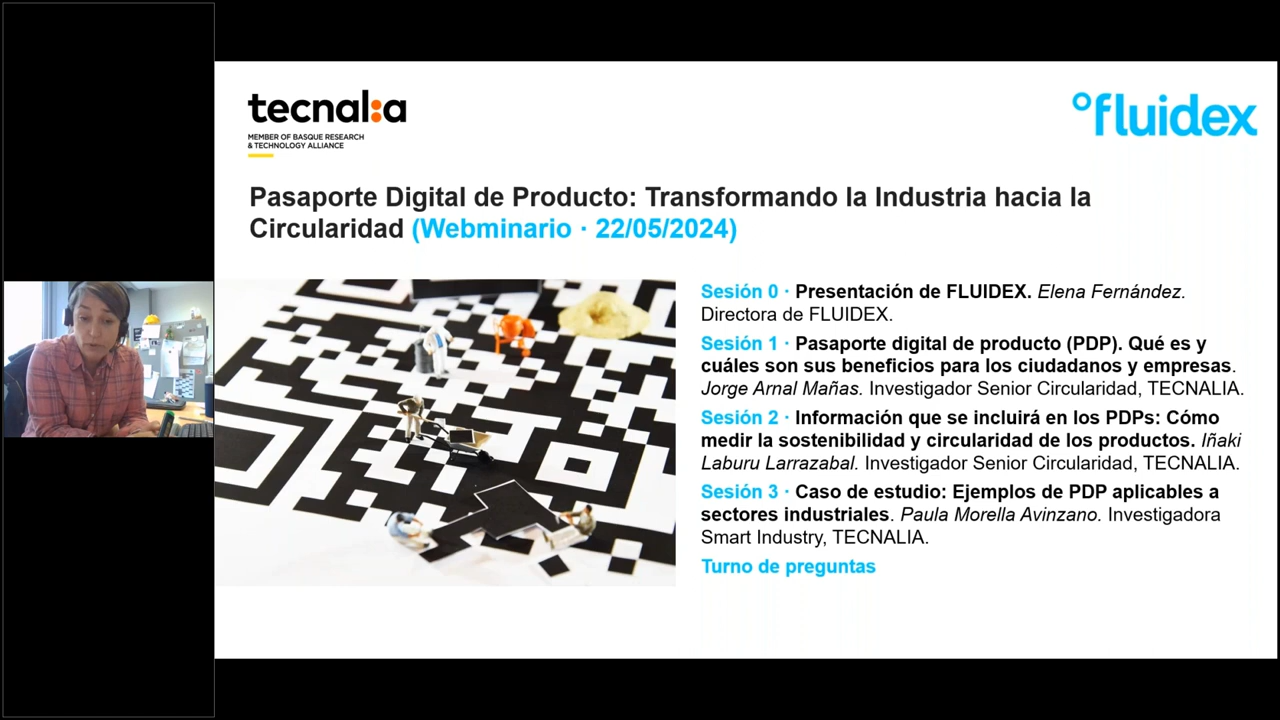 tecnalia
MEMBER OF BASQUE RESEARCH
& TECHNOLOGY ALLIANCE
fluidex
Pasaporte Digital de Producto: Transformando la Industria hacia la
Circularidad (Webminario · 22/05/2024)
Sesión 0 · Presentación de FLUIDEX. Elena Fernández.
Directora de FLUIDEX.
Sesión 1 · Pasaporte digital de producto (PDP). Qué es y
cuáles son sus beneficios para los ciudadanos y empresas.
Jorge Arnal Mañas. Investigador Senior Circularidad, TECNALIA.
Sesión 2 · Información que se incluirá en los PDPs: Cómo
medir la sostenibilidad y circularidad de los productos. Iñaki
Laburu Larrazabal. Investigador Senior Circularidad, TECNALIA.
Sesión 3 · Caso de estudio: Ejemplos de PDP aplicables a
sectores industriales. Paula Morella Avinzano. Investigadora
Smart Industry, TECNALIA.
Turno de preguntas